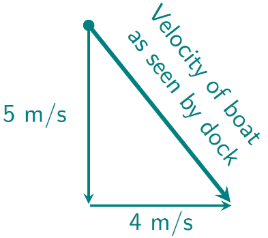 Velocity of boat
as seen by dock
5 m/s
4 m/s